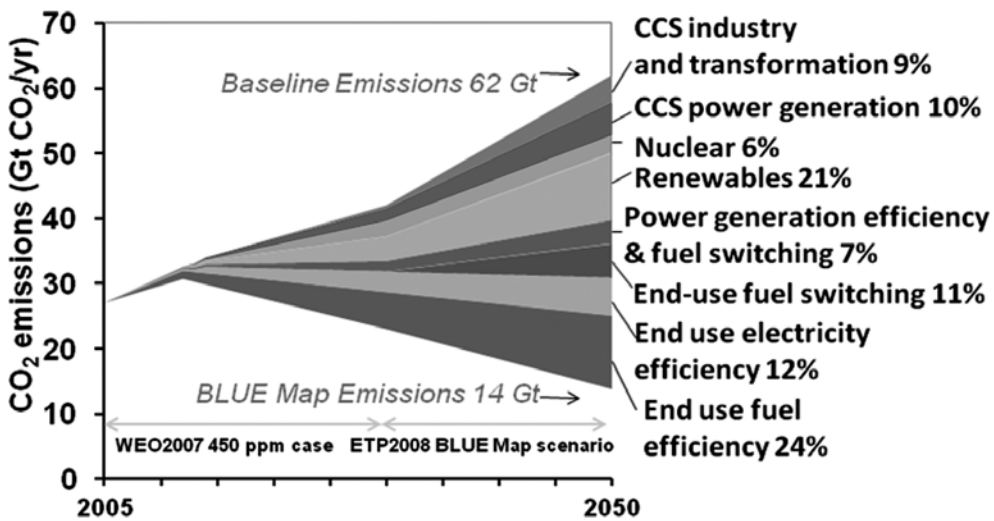 CO2 emissions (Gt CO2/yr)
70
60
50
40
30
20
10
0
2005
2050
Baseline Emissions 62 Gt
BLUE Map Emissions 14 Gt
WEO2007 450 ppm case
ETP2008 BLUE Map scenario
CCS industry
and transformation 9%
CCS power generation 10%
Nuclear 6%
Renewables 21%
Power generation efficiency
& fuel switching 7%
End-use fuel switching 11%
End use electricity
efficiency 12%
End use fuel
efficiency 24%